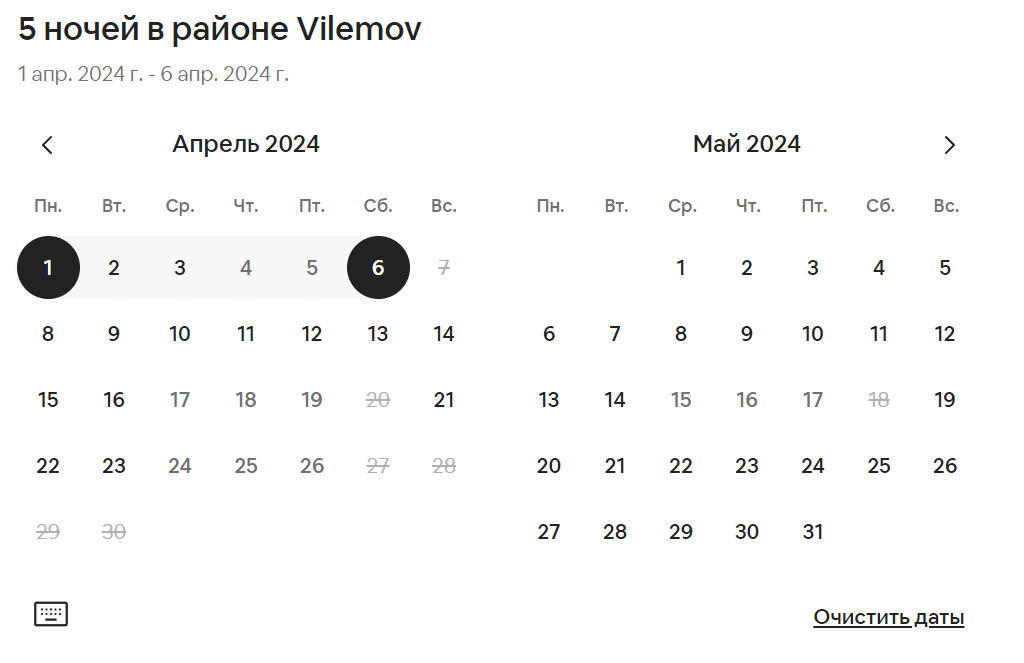 5 ночей в районе Vilemov
1 апр. 2024 г. - 6 апр. 2024 г.
Апрель 2024
Пн. Вт. Ср. Чт. Пт. Сб. Вс.
1 2 3 4 5 6 7
8 9 10 11 12 13 14
15 16 17 18 19 20 21
22 23 24 25 26 27 28
29 30
Май 2024
Пн. Вт. Ср. Чт. Пт. Сб. Вс.
1 2 3 4 5
6 7 8 9 10 11 12
13 14 15 16 17 18 19
20 21 22 23 24 25 26
27 28 29 30 31
Очистить даты